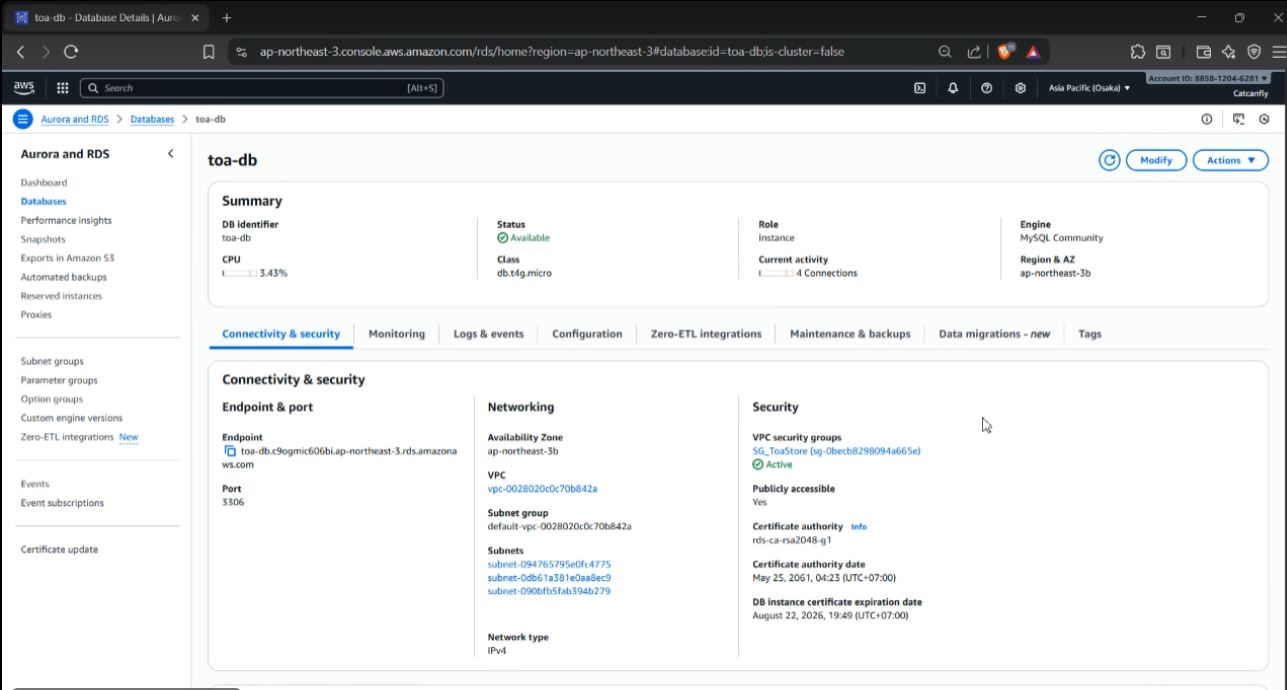 toa-db - Database Details | Auro
ap-northeast-3.console.aws.amazon.com/rds/home?region=ap-northeast-3#database:id=toa-db;is-cluster=false
aws
Search
[Alt+S]
Asia Pacific (Osaka)
Account ID: 8858-1204-6281
Catcanfly
Aurora and RDS > Databases > toa-db
Aurora and RDS
Dashboard
Databases
Performance insights
Snapshots
Exports in Amazon S3
Automated backups
Reserved instances
Proxies
Subnet groups
Parameter groups
Option groups
Custom engine versions
Zero-ETL integrations New
Events
Event subscriptions
Certificate update
toa-db
Modify
Actions
Summary
DB identifier
toa-db
CPU
3.43%
Status
Available
Class
db.t4g.micro
Role
Instance
Current activity
4 Connections
Engine
MySQL Community
Region & AZ
ap-northeast-3b
Connectivity & security
Monitoring
Logs & events
Configuration
Zero-ETL integrations
Maintenance & backups
Data migrations - new
Tags
Connectivity & security
Endpoint & port
Endpoint
toa-db.c9ogmic606bi.ap-northeast-3.rds.amazona
ws.com
Port
3306
Networking
Availability Zone
ap-northeast-3b
VPC
vpc-0028020c0c70b842a
Subnet group
default-vpc-0028020c0c70b842a
Subnets
subnet-094765795e0fc4775
subnet-0db61a381e0aa8ec9
subnet-090bfb5fab394b279
Network type
IPv4
Security
VPC security groups
SG_ToaStore (sg-0becb8298094a665e)
Active
Publicly accessible
Yes
Certificate authority Info
rds-ca-rsa2048-g1
Certificate authority date
May 25, 2061, 04:23 (UTC+07:00)
DB instance certificate expiration date
August 22, 2026, 19:49 (UTC+07:00)